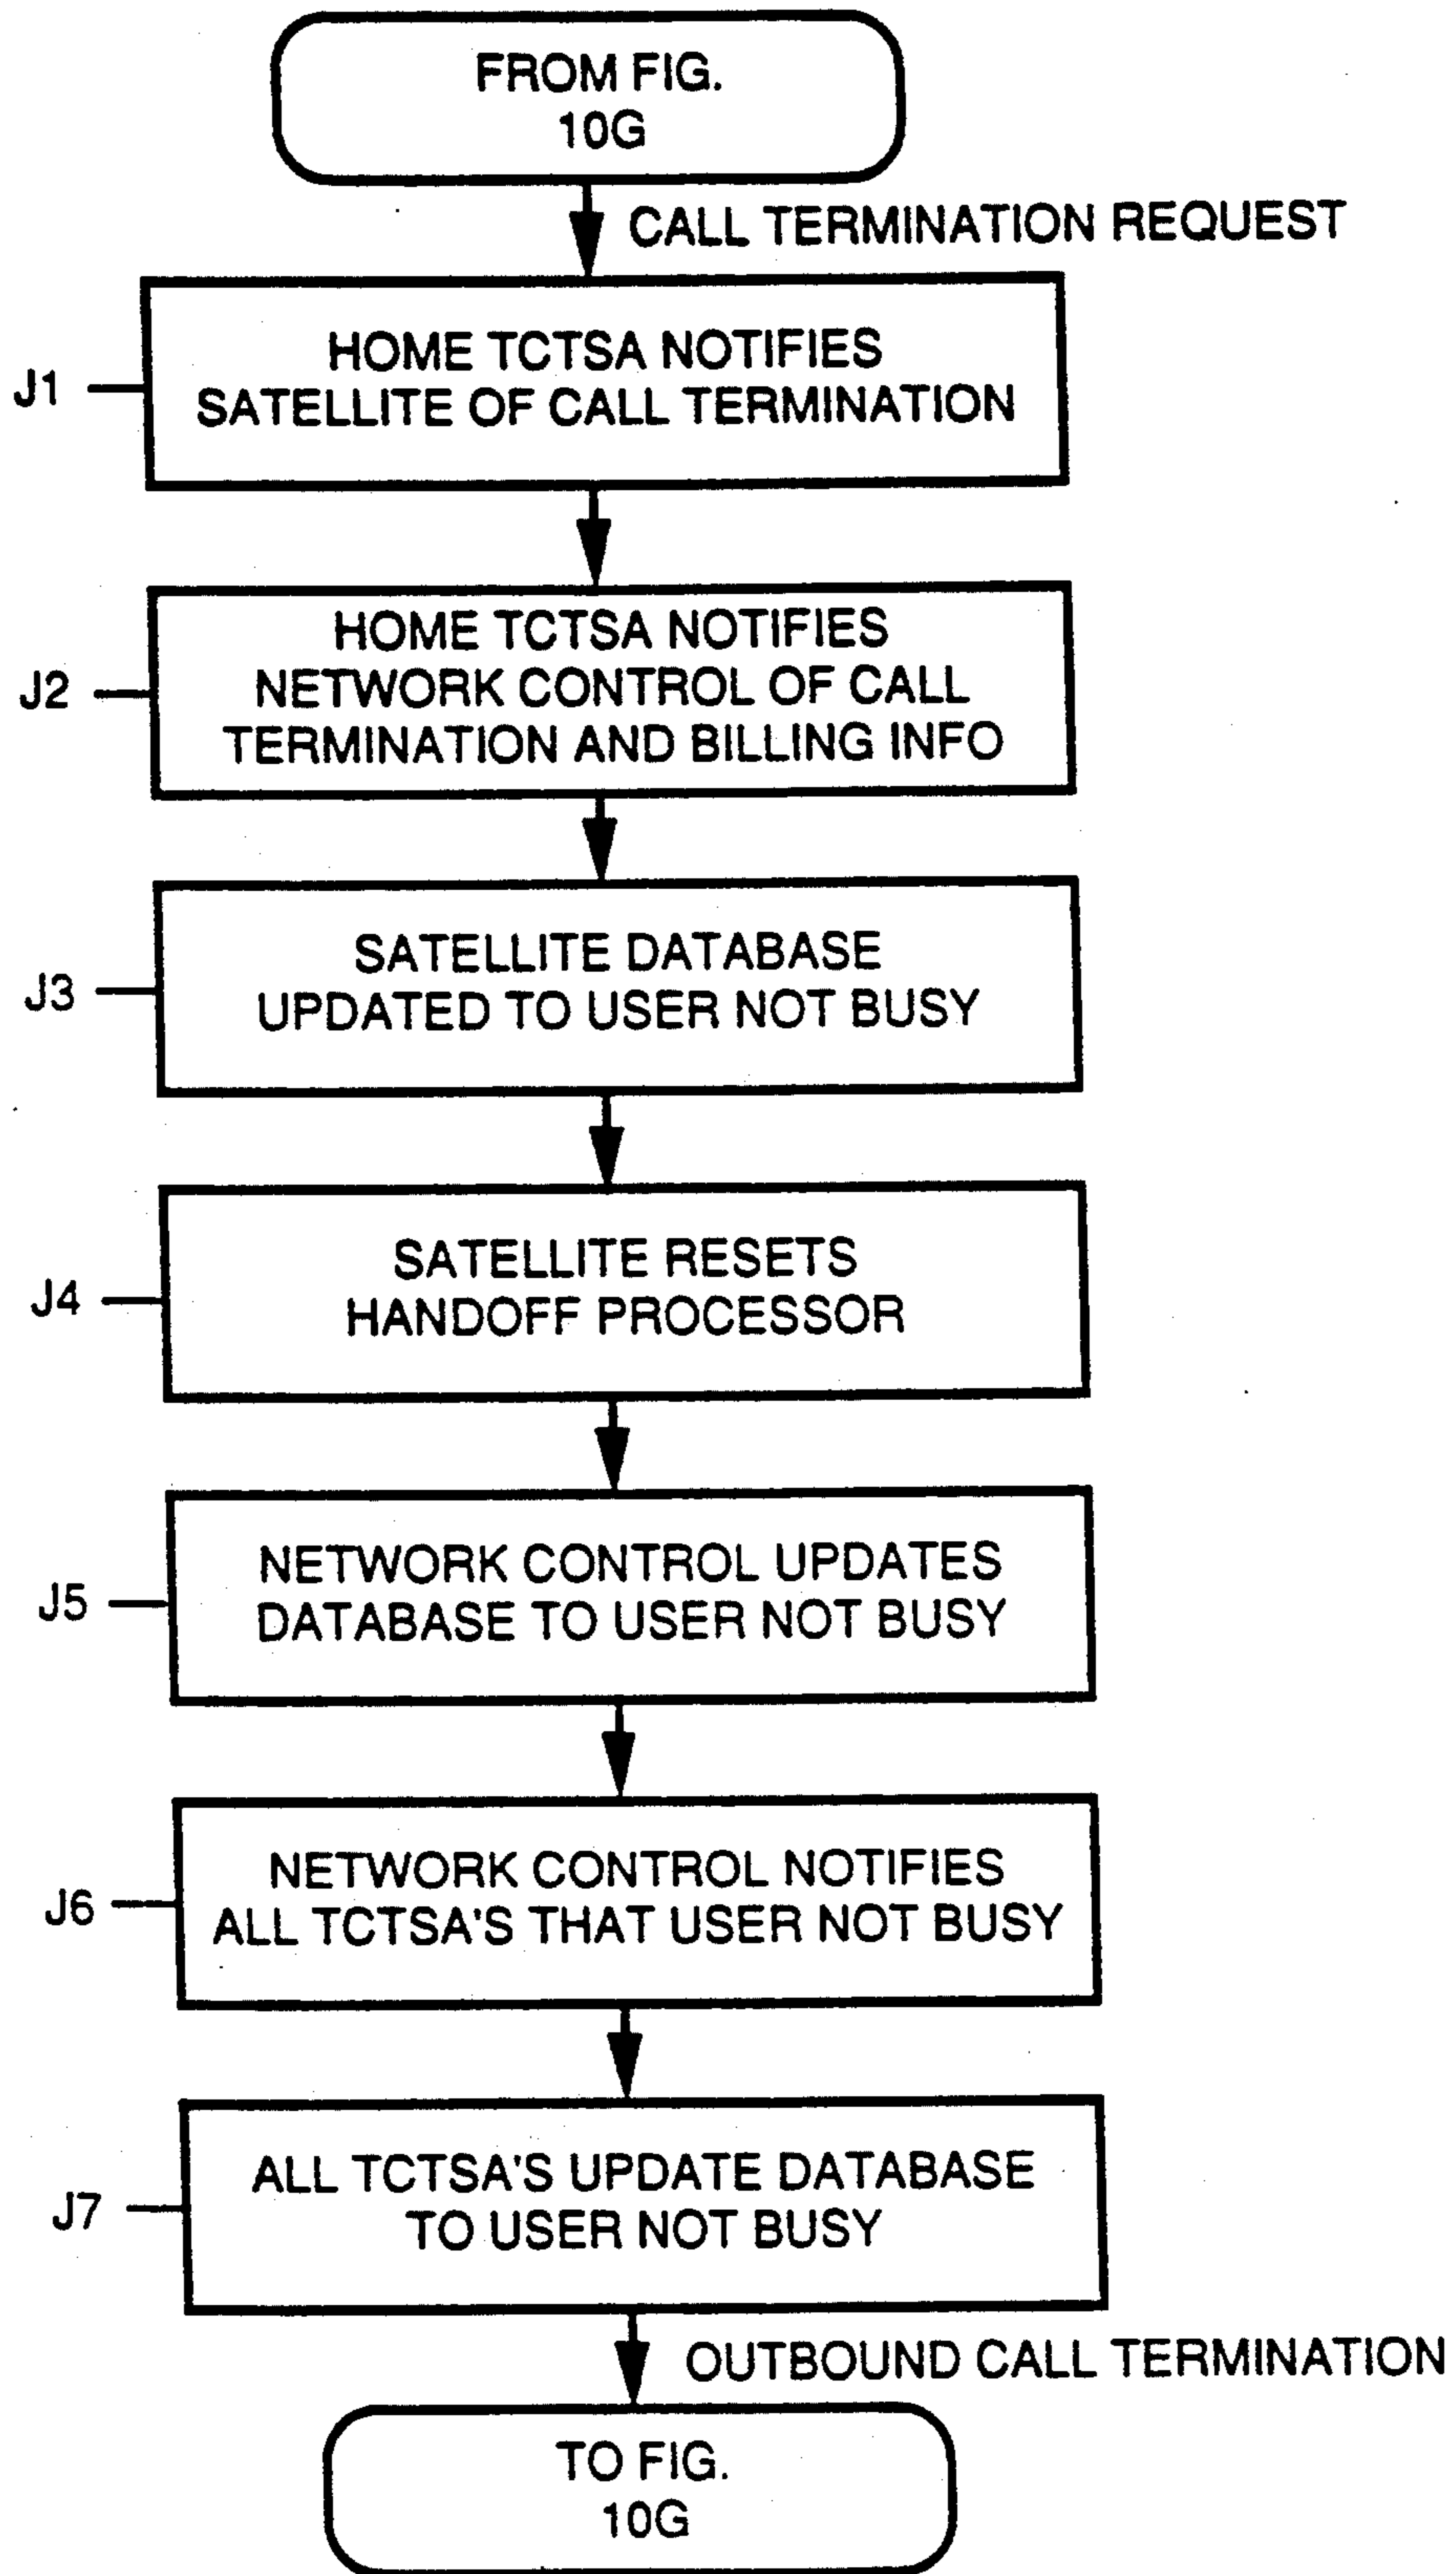 FROM FIG.
10G
CALL TERMINATION REQUEST
J1
HOME TCTSA NOTIFIES
SATELLITE OF CALL TERMINATION
J2
HOME TCTSA NOTIFIES
NETWORK CONTROL OF CALL
TERMINATION AND BILLING INFO
J3
SATELLITE DATABASE
UPDATED TO USER NOT BUSY
J4
SATELLITE RESETS
HANDOFF PROCESSOR
J5
NETWORK CONTROL UPDATES
DATABASE TO USER NOT BUSY
J6
NETWORK CONTROL NOTIFIES
ALL TCTSA'S THAT USER NOT BUSY
J7
ALL TCTSA'S UPDATE DATABASE
TO USER NOT BUSY
OUTBOUND CALL TERMINATION
TO FIG.
10G